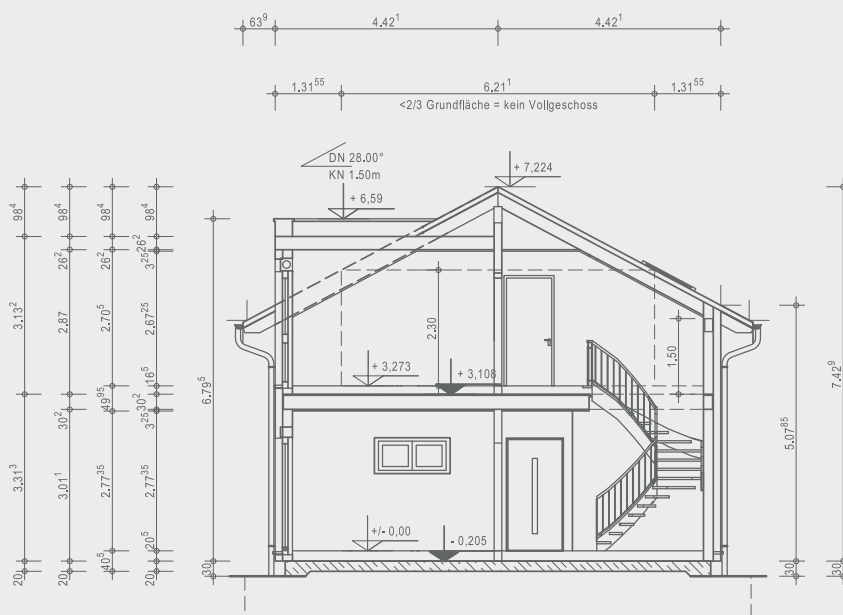 63⁹ 4.42¹ 4.42¹
1.31⁵⁵ 6.21¹ 1.31⁵⁵
<2/3 Grundfläche = kein Vollgeschoss
DN 28.00°
KN 1.50m
+ 7,224
+ 6,59
98⁴ 98⁴ 98⁴ 98⁴
26² 26² 3²⁵ 26²
3.13² 2.87 2.70⁵ 2.67²⁵
2.30
1.50
+ 3,273
+ 3,108
16⁵
30² 49⁹⁵ 3²⁵ 30²
6.79⁵
5.07⁸⁵
7.42⁹
3.31³ 3.01¹ 2.77³⁵ 2.77³⁵
+/- 0,00
- 0,205
20⁵
20 20 40⁵ 20 30 30 30